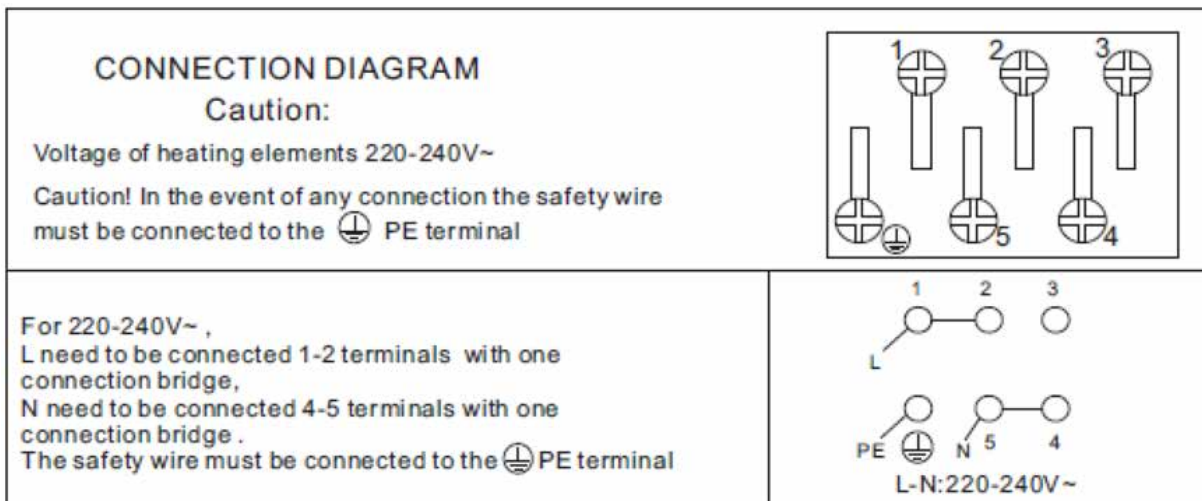 CONNECTION DIAGRAM
Caution:
Voltage of heating elements 220-240V~
Caution! In the event of any connection the safety wire
must be connected to the PE terminal
1 2 3
5 4
For 220-240V~ ,
L need to be connected 1-2 terminals with one
connection bridge,
N need to be connected 4-5 terminals with one
connection bridge .
The safety wire must be connected to the PE terminal
1 2 3
L
PE N 5 4
L-N:220-240V~